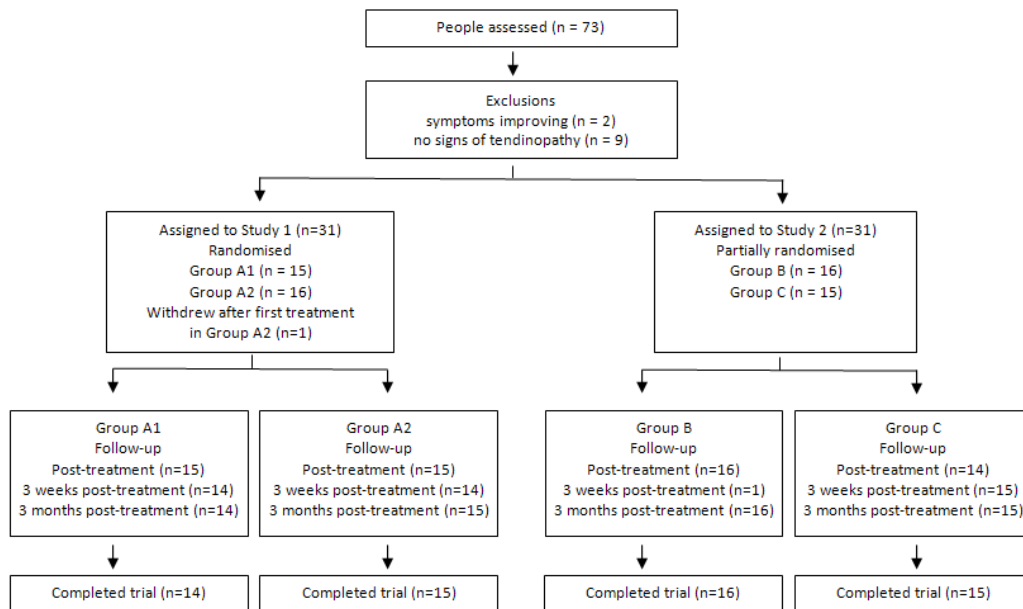 People assessed (n = 73)
Exclusions
symptoms improving (n = 2)
no signs of tendinopathy (n = 9)
Assigned to Study 1 (n=31)
Randomised
Group A1 (n = 15)
Group A2 (n = 16)
Withdrew after first treatment
in Group A2 (n=1)
Assigned to Study 2 (n=31)
Partially randomised
Group B (n = 16)
Group C (n = 15)
Group A1
Follow-up
Post-treatment (n=15)
3 weeks post-treatment (n=14)
3 months post-treatment (n=14)
Group A2
Follow-up
Post-treatment (n=15)
3 weeks post-treatment (n=14)
3 months post-treatment (n=15)
Group B
Follow-up
Post-treatment (n=16)
3 weeks post-treatment (n=1)
3 months post-treatment (n=16)
Group C
Follow-up
Post-treatment (n=14)
3 weeks post-treatment (n=15)
3 months post-treatment (n=15)
Completed trial (n=14)
Completed trial (n=15)
Completed trial (n=16)
Completed trial (n=15)